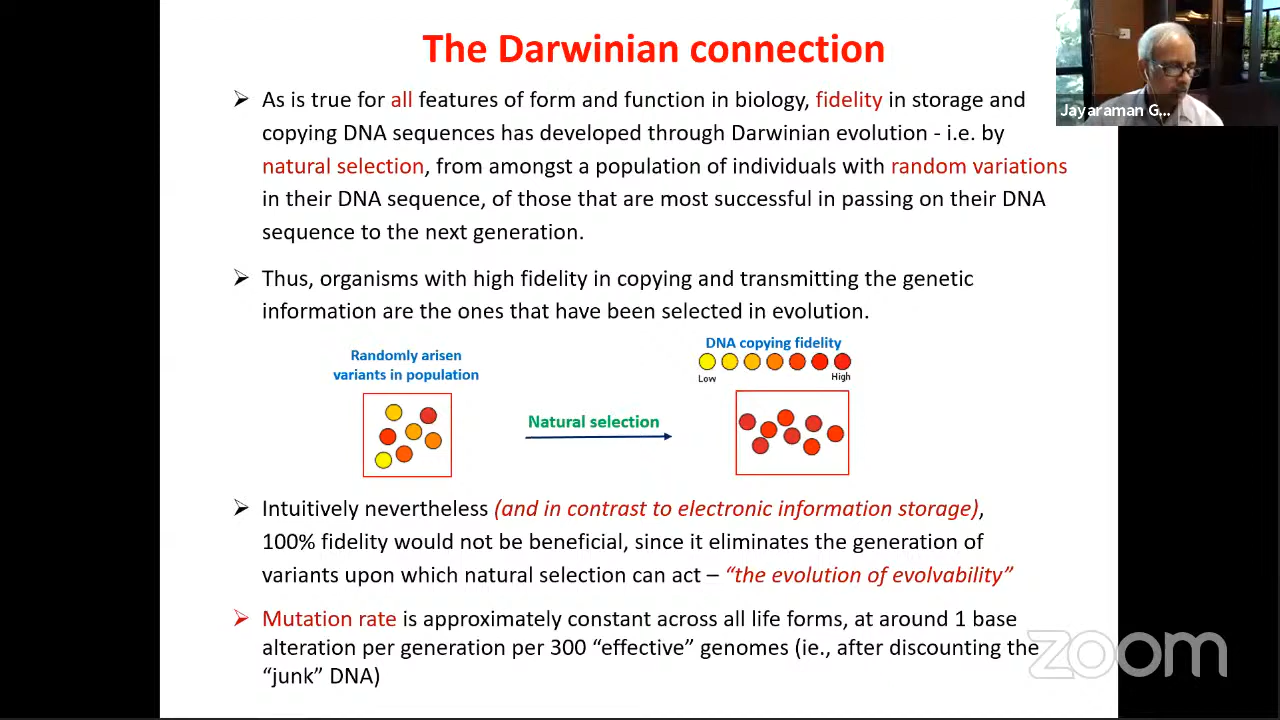 The Darwinian connection
➢ As is true for all features of form and function in biology, fidelity in storage and
copying DNA sequences has developed through Darwinian evolution - i.e. by
natural selection, from amongst a population of individuals with random variations
in their DNA sequence, of those that are most successful in passing on their DNA
sequence to the next generation.
➢ Thus, organisms with high fidelity in copying and transmitting the genetic
information are the ones that have been selected in evolution.
Randomly arisen
variants in population
Natural selection
DNA copying fidelity
Low
High
➢ Intuitively nevertheless (and in contrast to electronic information storage),
100% fidelity would not be beneficial, since it eliminates the generation of
variants upon which natural selection can act – “the evolution of evolvability”
➢ Mutation rate is approximately constant across all life forms, at around 1 base
alteration per generation per 300 “effective” genomes (ie., after discounting the
“junk” DNA)
Jayaraman G...
zoom